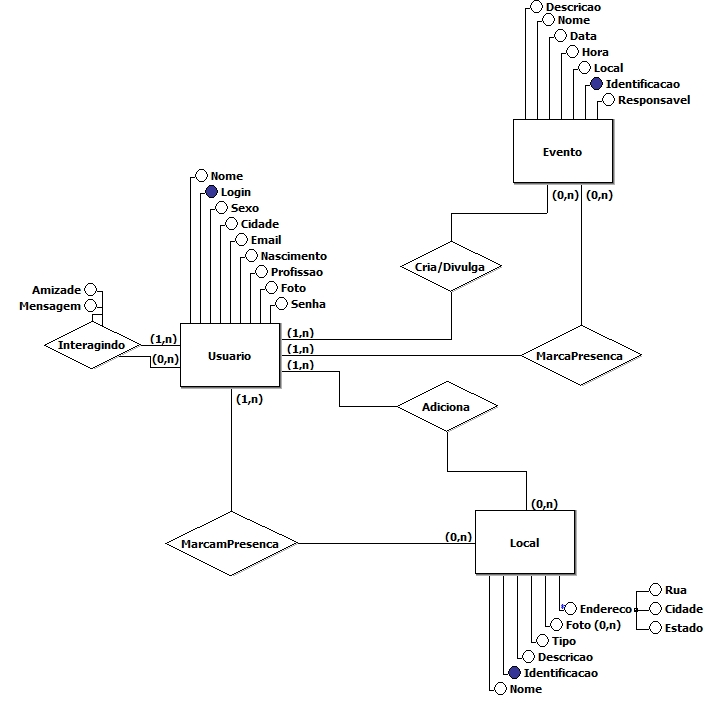 Descricao
Nome
Data
Hora
Local
Identificacao
Responsavel
Evento
(0,n) (0,n)
Nome
Login
Sexo
Cidade
Email
Nascimento
Profissao
Foto
Senha
Cria/Divulga
Amizade
Mensagem
Interagindo
(1,n)
(0,n)
Usuario
(1,n)
(1,n)
(1,n)
(1,n)
MarcaPresenca
Adiciona
(0,n)
MarcamPresenca
(0,n)
Local
Endereco
Rua
Cidade
Estado
Foto (0,n)
Tipo
Descricao
Identificacao
Nome